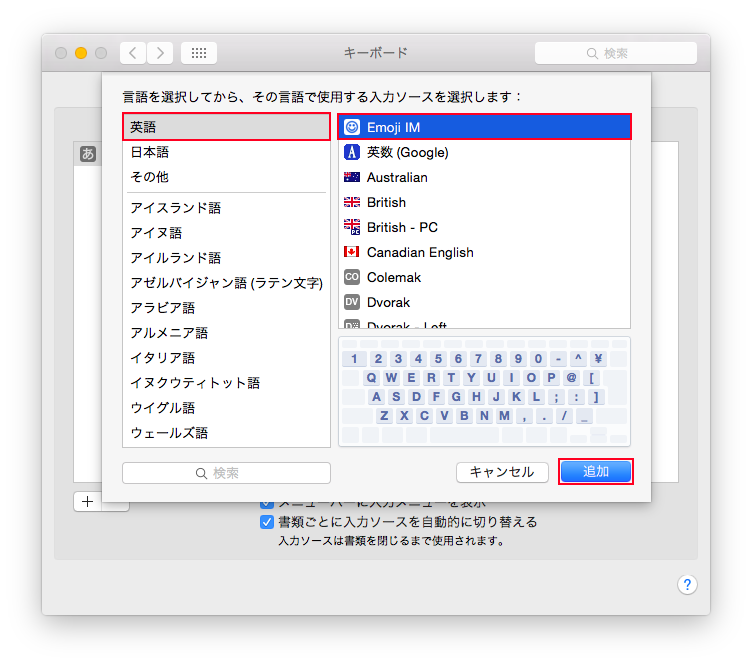 キーボード
検索
言語を選択してから、その言語で使用する入力ソースを選択します：
英語
日本語
その他
アイスランド語
アイヌ語
アイルランド語
アゼルバイジャン語 (ラテン文字)
アラビア語
アルメニア語
イタリア語
イヌクウティトット語
ウイグル語
ウェールズ語
Emoji IM
A 英数 (Google)
Australian
British
PC British - PC
Canadian English
CO Colemak
DV Dvorak
Dvorak - Left
1 2 3 4 5 6 7 8 9 0 - ^ ¥
Q W E R T Y U I O P @ [
A S D F G H J K L ; : ]
Z X C V B N M , . / _
検索
キャンセル
追加
あ
+
メニューバーに入力メニューを表示
書類ごとに入力ソースを自動的に切り替える
入力ソースは書類を閉じるまで使用されます。
?